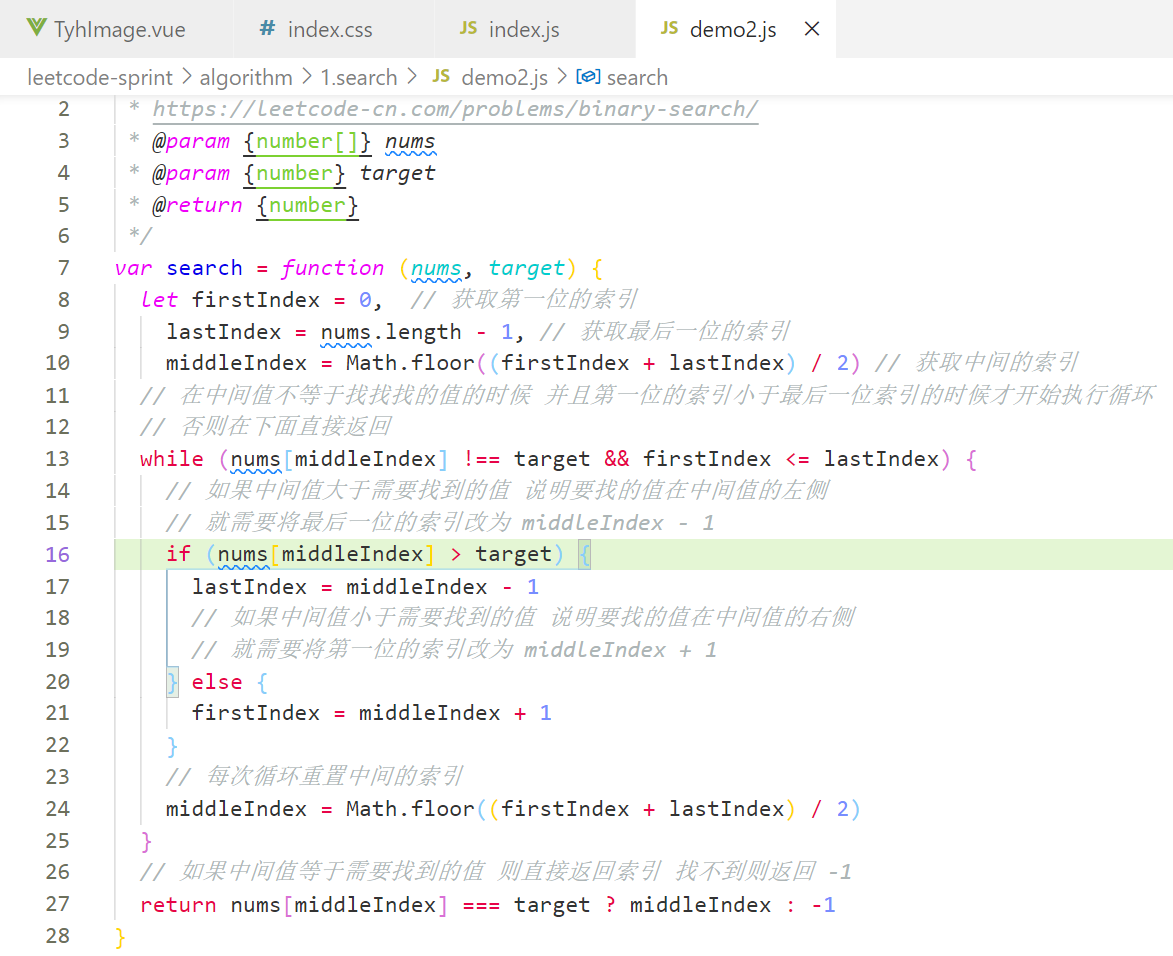 TyhImage.vue # index.css JS index.js JS demo2.js
leetcode-sprint > algorithm > 1.search > JS demo2.js > search
2 * https://leetcode-cn.com/problems/binary-search/
3 * @param {number[]} nums
4 * @param {number} target
5 * @return {number}
6 */
7 var search = function (nums, target) {
8 let firstIndex = 0, // 获取第一位的索引
9 lastIndex = nums.length - 1, // 获取最后一位的索引
10 middleIndex = Math.floor((firstIndex + lastIndex) / 2) // 获取中间的索引
11 // 在中间值不等于找找找的值的时候 并且第一位的索引小于最后一位索引的时候才开始执行循环
12 // 否则在下面直接返回
13 while (nums[middleIndex] !== target && firstIndex <= lastIndex) {
14 // 如果中间值大于需要找到的值 说明要找的值在中间值的左侧
15 // 就需要将最后一位的索引改为 middleIndex - 1
16 if (nums[middleIndex] > target) {
17 lastIndex = middleIndex - 1
18 // 如果中间值小于需要找到的值 说明要找的值在中间值的右侧
19 // 就需要将第一位的索引改为 middleIndex + 1
20 } else {
21 firstIndex = middleIndex + 1
22 }
23 // 每次循环重置中间的索引
24 middleIndex = Math.floor((firstIndex + lastIndex) / 2)
25 }
26 // 如果中间值等于需要找到的值 则直接返回索引 找不到则返回 -1
27 return nums[middleIndex] === target ? middleIndex : -1
28 }